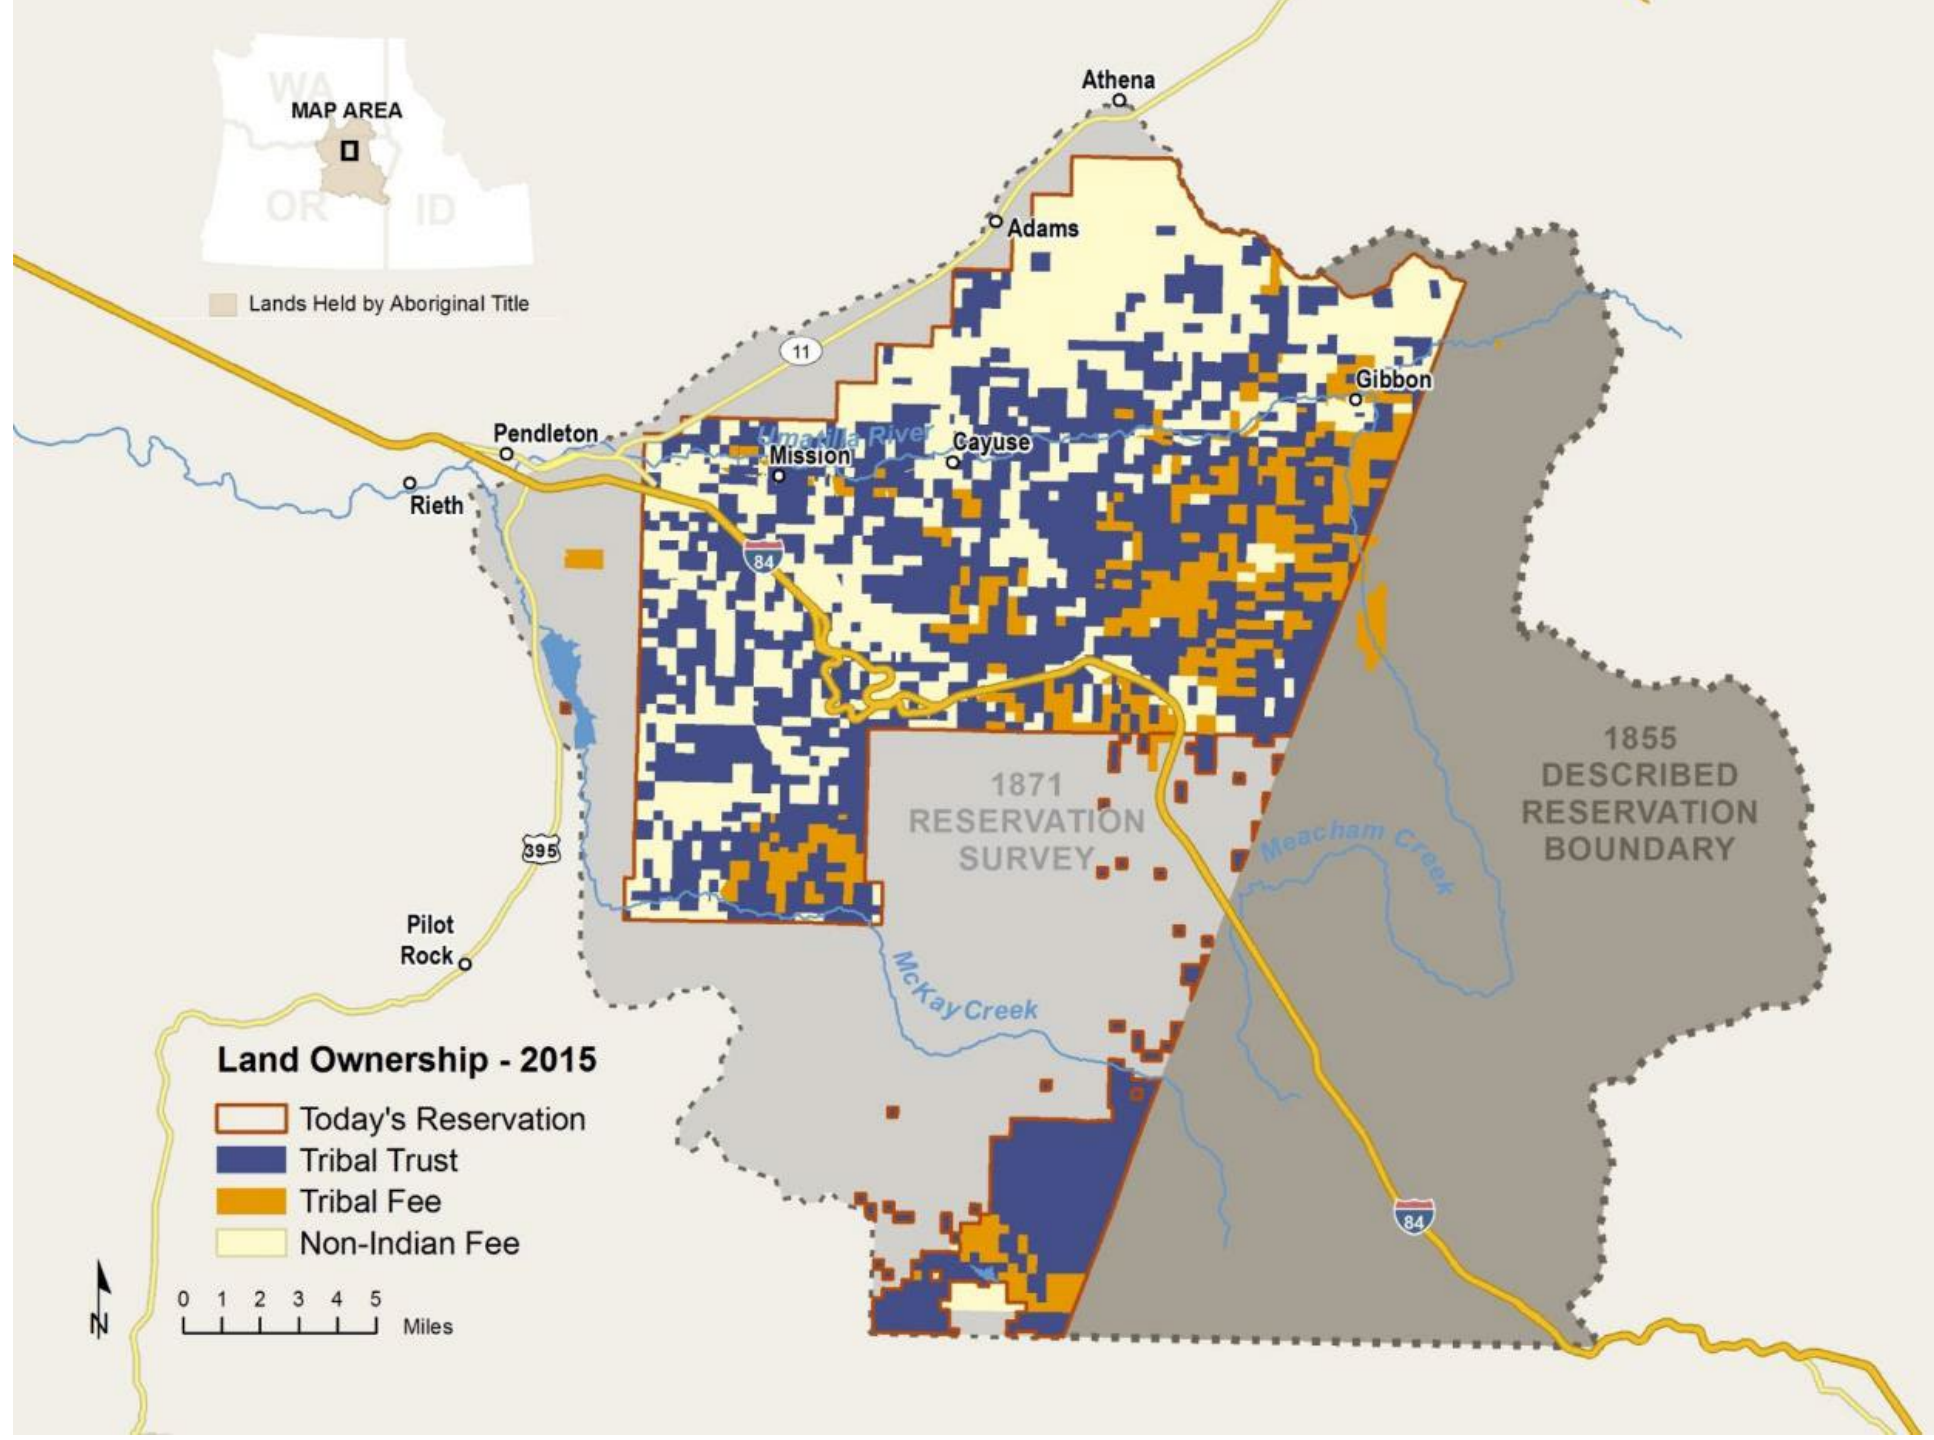 WA
MAP AREA
OR
ID
Lands Held by Aboriginal Title
Athena
Adams
11
Gibbon
Pendleton
Umatilla River
Cayuse
Mission
Rieth
84
1855
DESCRIBED
RESERVATION
BOUNDARY
1871
RESERVATION
SURVEY
Meacham Creek
395
Pilot
Rock
McKay Creek
Land Ownership - 2015
Today's Reservation
Tribal Trust
Tribal Fee
Non-Indian Fee
84
N
0 1 2 3 4 5
Miles